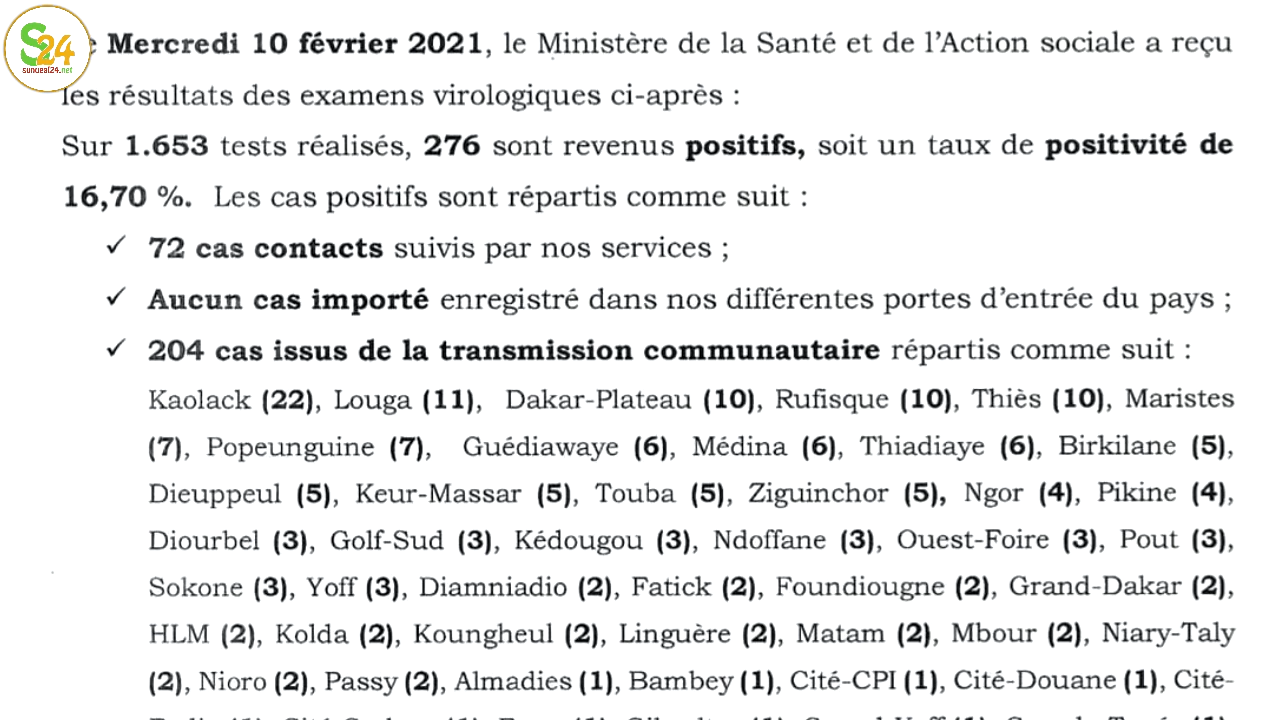 S24
sunueal24.net
Mercredi 10 février 2021, le Ministère de la Santé et de l'Action sociale a reçu
les résultats des examens virologiques ci-après :
Sur 1.653 tests réalisés, 276 sont revenus positifs, soit un taux de positivité de
16,70 %. Les cas positifs sont répartis comme suit :
✓ 72 cas contacts suivis par nos services ;
✓ Aucun cas importé enregistré dans nos différentes portes d'entrée du pays ;
✓ 204 cas issus de la transmission communautaire répartis comme suit :
Kaolack (22), Louga (11), Dakar-Plateau (10), Rufisque (10), Thiès (10), Maristes
(7), Popeunguine (7), Guédiawaye (6), Médina (6), Thiadiaye (6), Birkilane (5),
Dieuppeul (5), Keur-Massar (5), Touba (5), Ziguinchor (5), Ngor (4), Pikine (4),
Diourbel (3), Golf-Sud (3), Kédougou (3), Ndoffane (3), Ouest-Foire (3), Pout (3),
Sokone (3), Yoff (3), Diamniadio (2), Fatick (2), Foundiougne (2), Grand-Dakar (2),
HLM (2), Kolda (2), Koungheul (2), Linguère (2), Matam (2), Mbour (2), Niary-Taly
(2), Nioro (2), Passy (2), Almadies (1), Bambey (1), Cité-CPI (1), Cité-Douane (1), Cité-